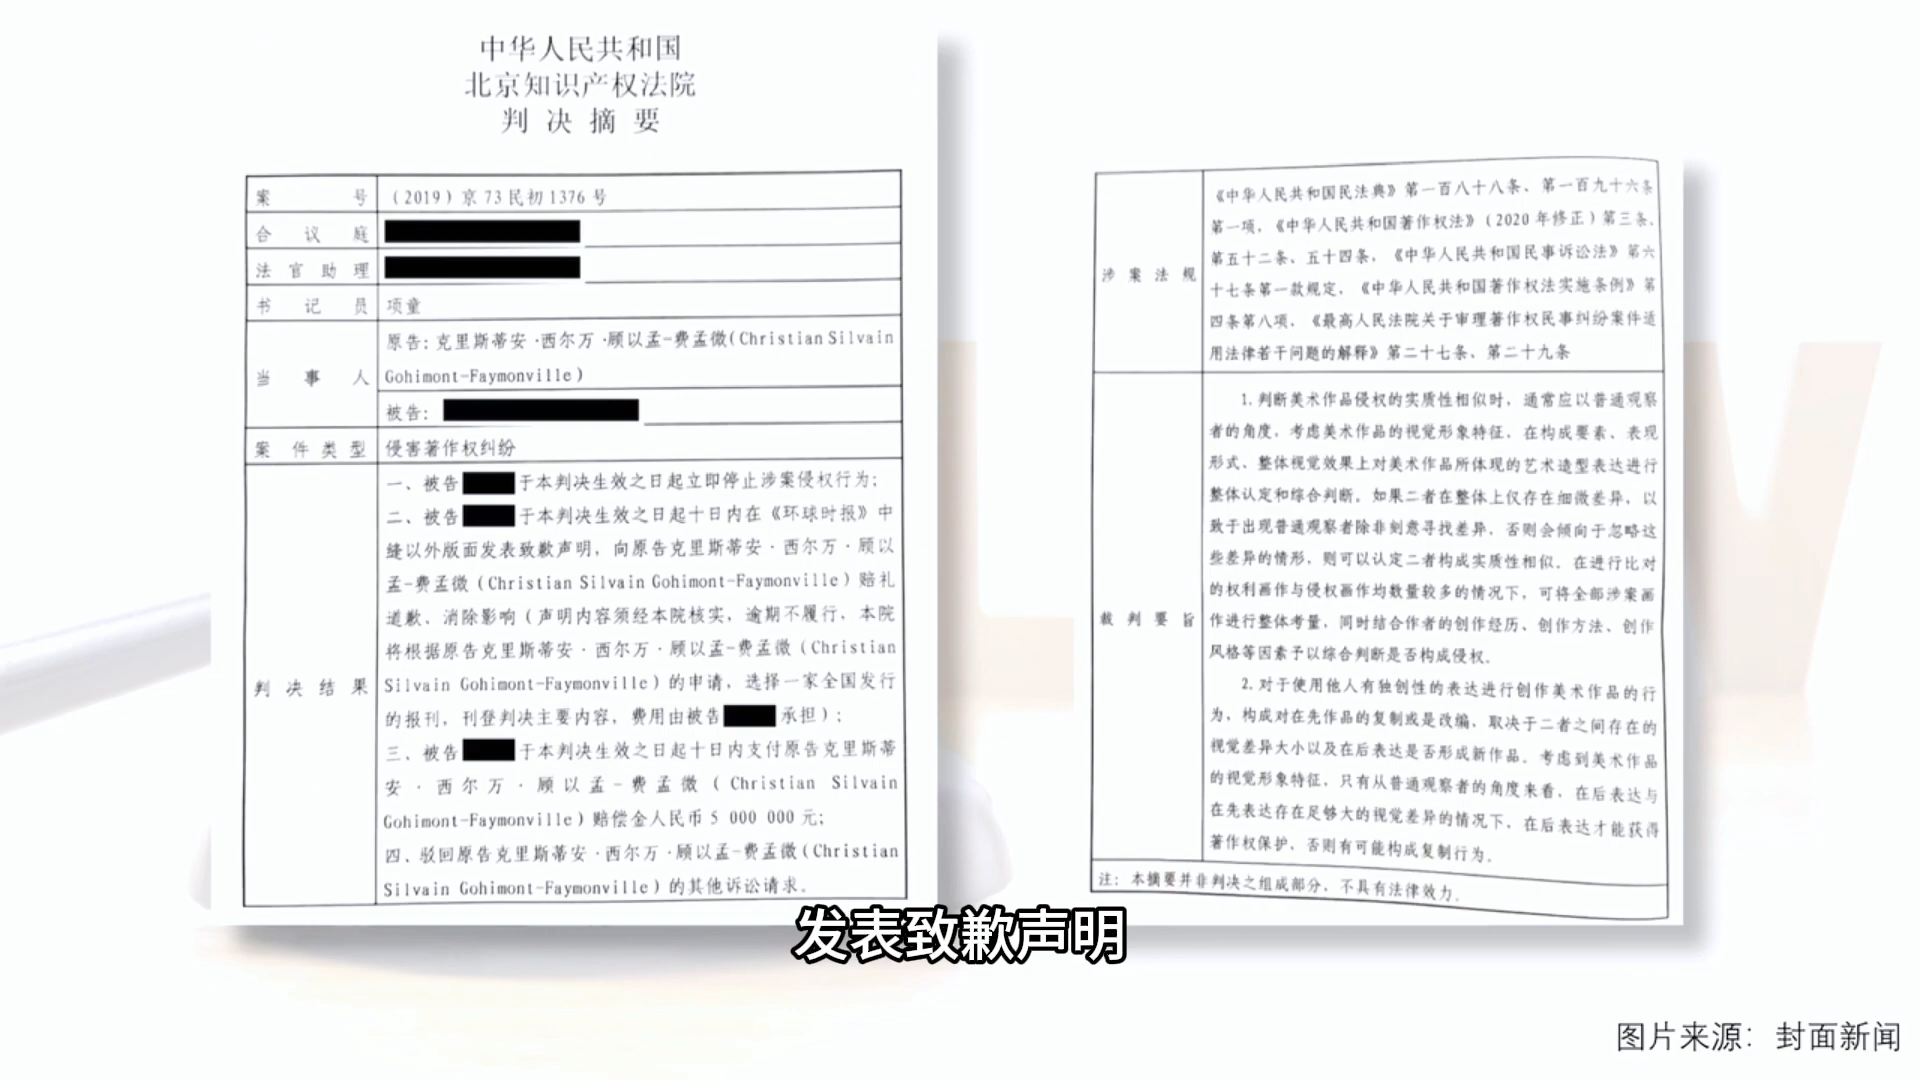 中华人民共和国
北京知识产权法院
判 决 摘 要
案 号
(2019)京73民初1376号
合 议 庭
法 官 助 理
书 记 员
项童
当 事 人
原告:克里斯蒂安·西尔万·顾以孟-费孟微(Christian Silvain
Gohimont-Faymonville)
被告:
案 件 类 型
侵害著作权纠纷
判 决 结 果
一、被告 于本判决生效之日起立即停止涉案侵权行为;
二、被告 于本判决生效之日起十日内在《环球时报》中
缝以外版面发表致歉声明,向原告克里斯蒂安·西尔万·顾以
孟-费孟微(Christian Silvain Gohimont-Faymonville)赔礼
道歉、消除影响(声明内容须经本院核实,逾期不履行,本院
将根据原告克里斯蒂安·西尔万·顾以孟-费孟微(Christian
Silvain Gohimont-Faymonville)的申请,选择一家全国发行
的报刊,刊登判决主要内容,费用由被告 承担);
三、被告 于本判决生效之日起十日内支付原告克里斯蒂
安·西尔万·顾以孟-费孟微(Christian Silvain
Gohimont-Faymonville)赔偿金人民币5 000 000元;
四、驳回原告克里斯蒂安·西尔万·顾以孟-费孟微(Christian
Silvain Gohimont-Faymonville)的其他诉讼请求。
涉 案 法 规
《中华人民共和国民法典》第一百八十八条、第一百九十六条
第一项,《中华人民共和国著作权法》(2020年修正)第三条、
第五十二条、五十四条,《中华人民共和国民事诉讼法》第六
十七条第一款规定,《中华人民共和国著作权法实施条例》第
四条第八项,《最高人民法院关于审理著作权民事纠纷案件适
用法律若干问题的解释》第二十七条、第二十九条
裁 判 要 旨
1.判断美术作品侵权的实质性相似时,通常应以普通观察
者的角度,考虑美术作品的视觉形象特征,在构成要素、表现
形式、整体视觉效果上对美术作品所体现的艺术造型表达进行
整体认定和综合判断。如果二者在整体上仅存在细微差异,以
致于出现普通观察者除非刻意寻找差异,否则会倾向于忽略这
些差异的情形,则可以认定二者构成实质性相似。在进行比对
的权利画作与侵权画作均数量较多的情况下,可将全部涉案画
作进行整体考量,同时结合作者的创作经历、创作方法、创作
风格等因素予以综合判断是否构成侵权。
2.对于使用他人有独创性的表达进行创作美术作品的行
为,构成对在先作品的复制或是改编,取决于二者之间存在的
视觉差异大小以及在后表达是否形成新作品。考虑到美术作品
的视觉形象特征,只有从普通观察者的角度来看,在后表达与
在先表达存在足够大的视觉差异的情况下,在后表达才能获得
著作权保护,否则有可能构成复制行为。
注:本摘要并非判决之组成部分,不具有法律效力。
发表致歉声明
图片来源:封面新闻